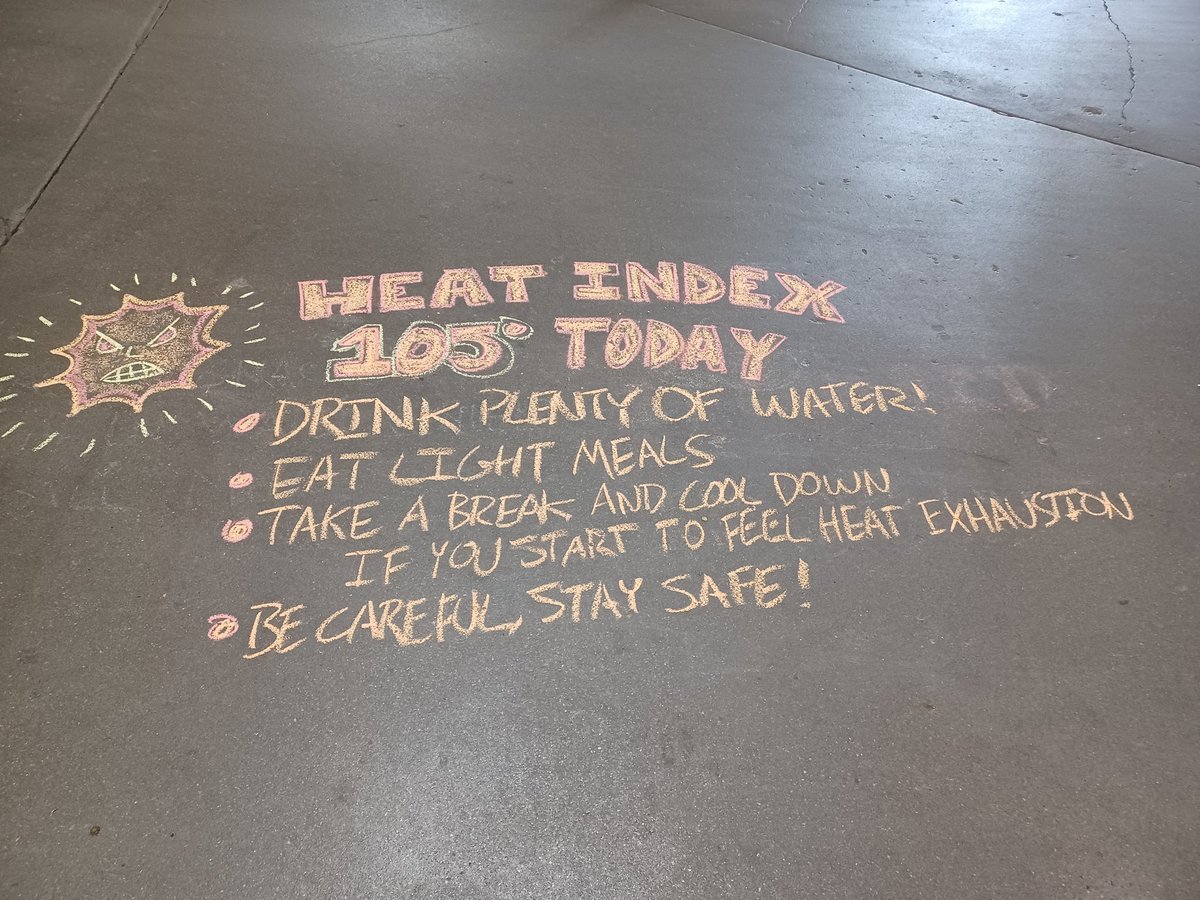 HEAT INDEX
105° TODAY
DRINK PLENTY OF WATER!
EAT LIGHT MEALS
TAKE A BREAK AND COOL DOWN
IF YOU START TO FEEL HEAT EXHAUSTION
BE CAREFUL, STAY SAFE!